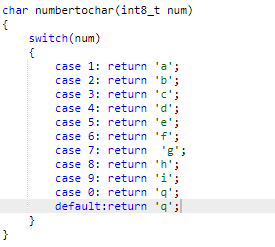 char numbertochar(int8_t num)
{
    switch(num)
    {
        case 1: return 'a';
        case 2: return 'b';
        case 3: return 'c';
        case 4: return 'd';
        case 5: return 'e';
        case 6: return 'f';
        case 7: return  'g';
        case 8: return 'h';
        case 9: return 'i';
        case 0: return 'q';
        default:return 'q';
    }
}